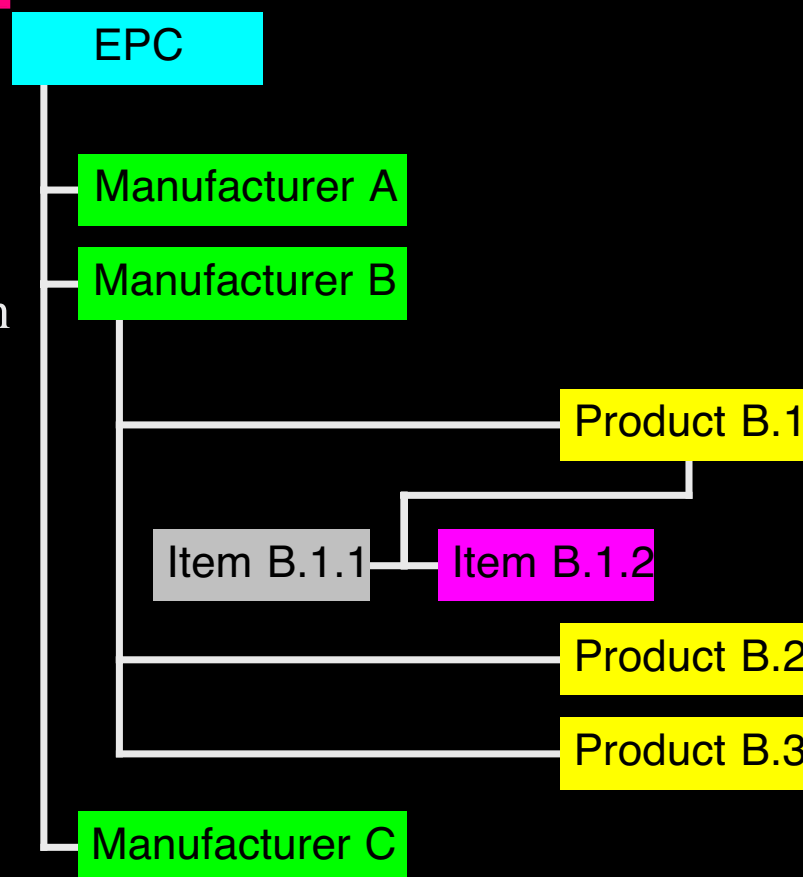 EPC
Manufacturer A
Manufacturer B
Product B.1
Item B.1.1
Item B.1.2
Product B.2
Product B.3
Manufacturer C